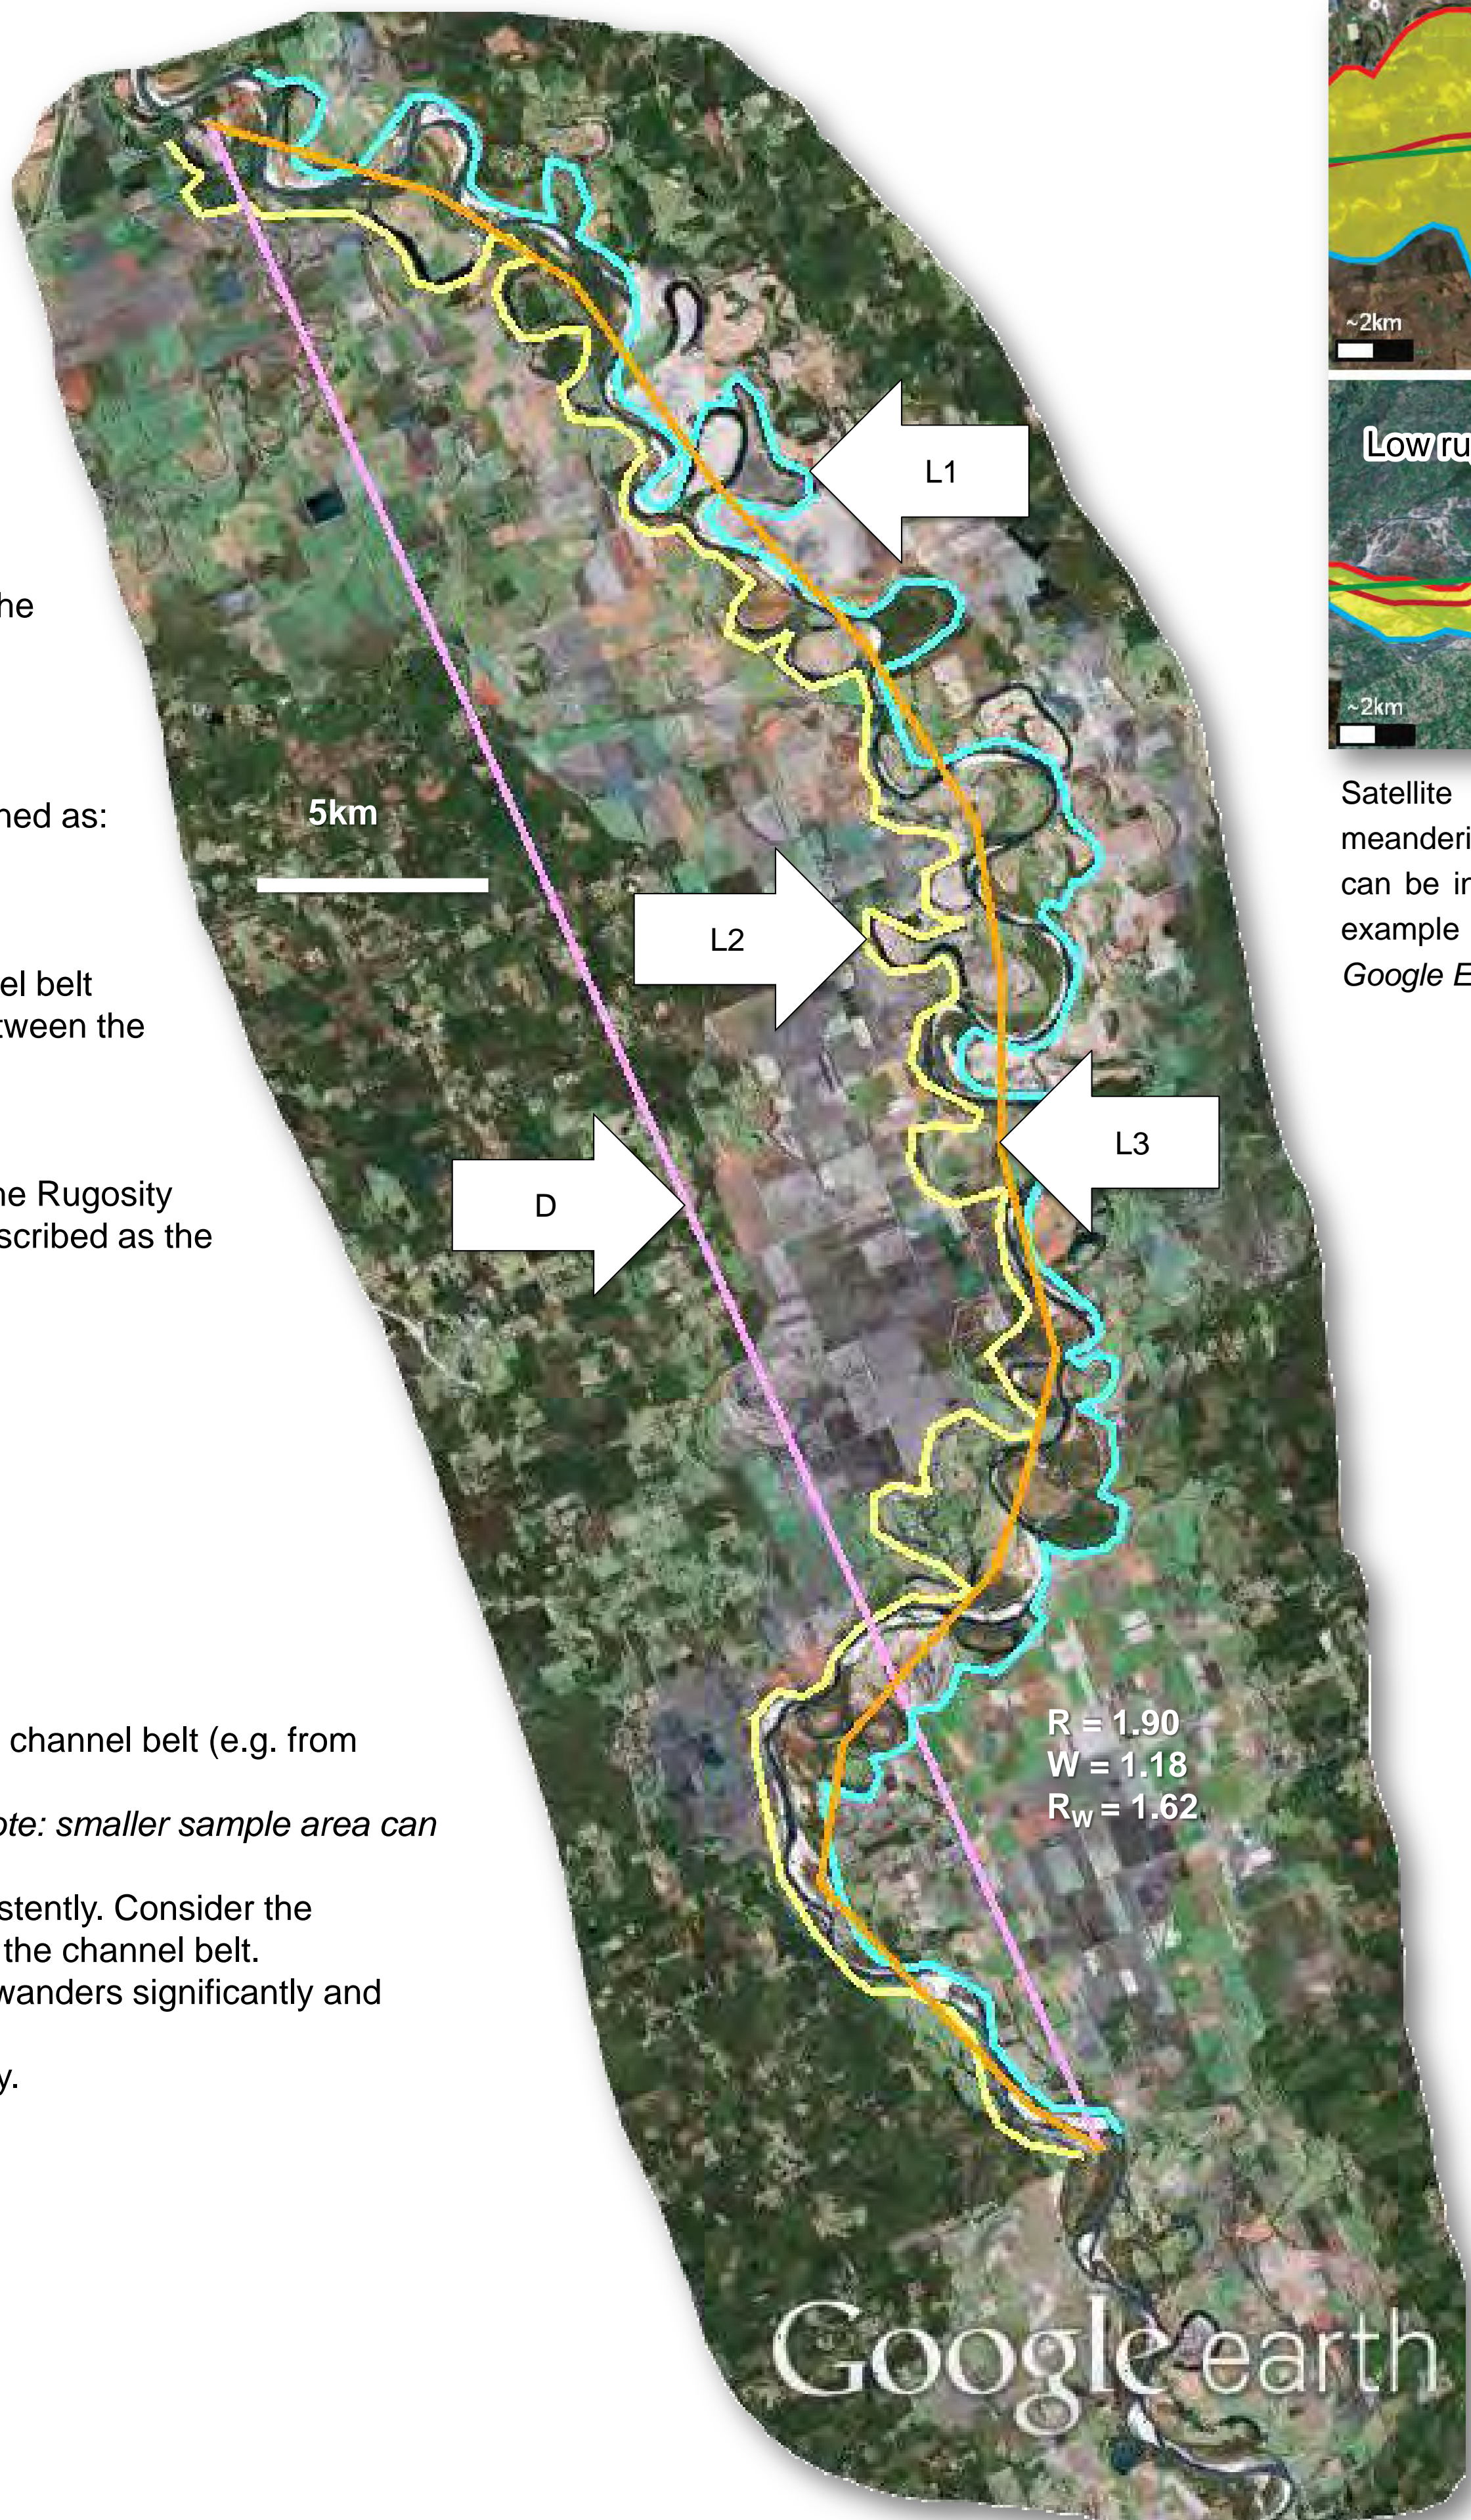 he
ned as:
el belt
tween the
ne Rugosity
scribed as the
channel belt (e.g. from
ote: smaller sample area can
stently. Consider the
the channel belt.
wanders significantly and
y.
5km
L1
L2
L3
D
R = 1.90
W = 1.18
RW = 1.62
Google earth
~2km
Low ru
~2km
Satellite
meanderi
can be in
example
Google E